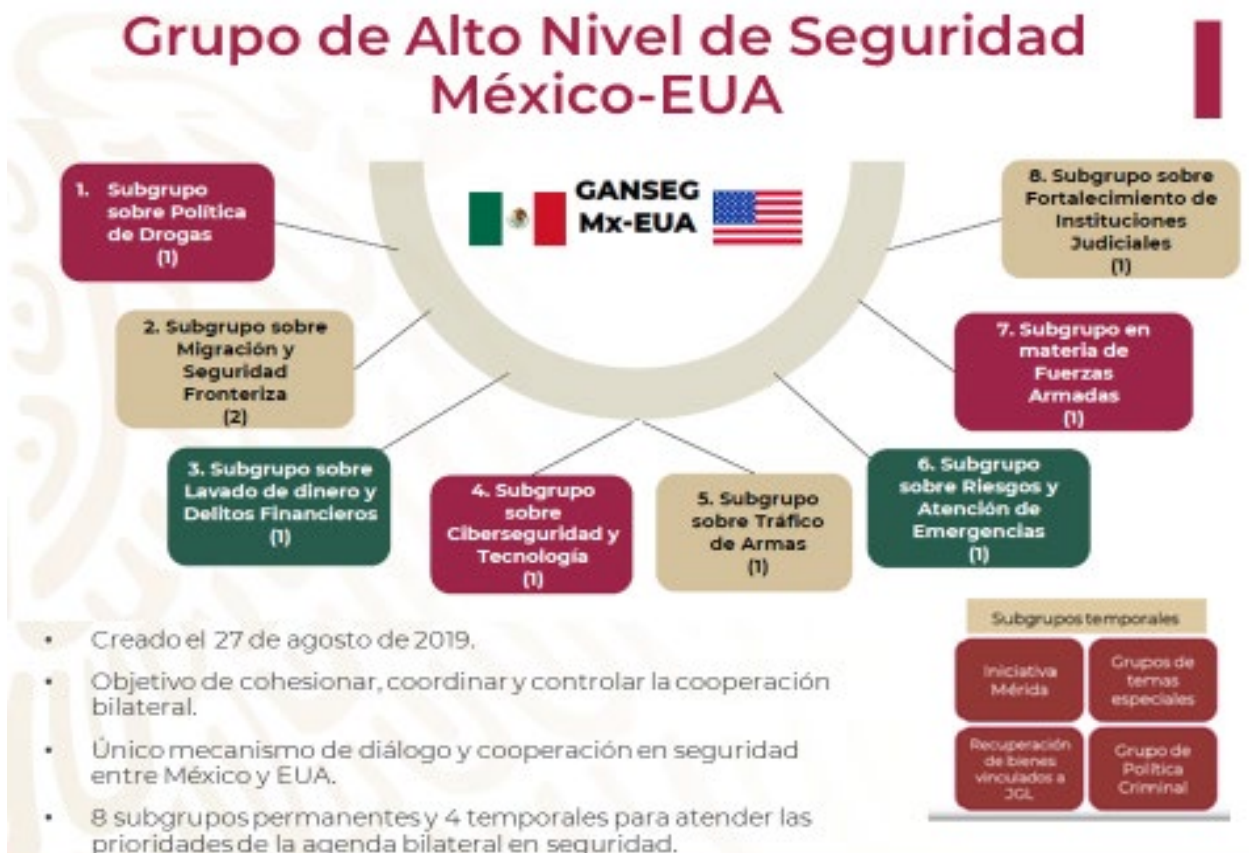 Grupo de Alto Nivel de Seguridad
México-EUA
GANSEG
Mx-EUA
1. Subgrupo
sobre Política
de Drogas
(1)
2. Subgrupo sobre
Migración y
Seguridad
Fronteriza
(2)
3. Subgrupo sobre
Lavado de dinero y
Delitos Financieros
(1)
4. Subgrupo
sobre
Ciberseguridad y
Tecnología
(1)
5. Subgrupo
sobre Tráfico
de Armas
(1)
6. Subgrupo
sobre Riesgos y
Atención de
Emergencias
(1)
7. Subgrupo en
materia de
Fuerzas
Armadas
(1)
8. Subgrupo sobre
Fortalecimiento de
Instituciones
Judiciales
(1)
• Creado el 27 de agosto de 2019.
• Objetivo de cohesionar, coordinar y controlar la cooperación
bilateral.
• Único mecanismo de diálogo y cooperación en seguridad
entre México y EUA.
• 8 subgrupos permanentes y 4 temporales para atender las
prioridades de la agenda bilateral en seguridad.
Subgrupos temporales
Iniciativa
Mérida
Grupos de
temas
especiales
Recuperación
de bienes
vinculados a
JGL
Grupo de
Política
Criminal